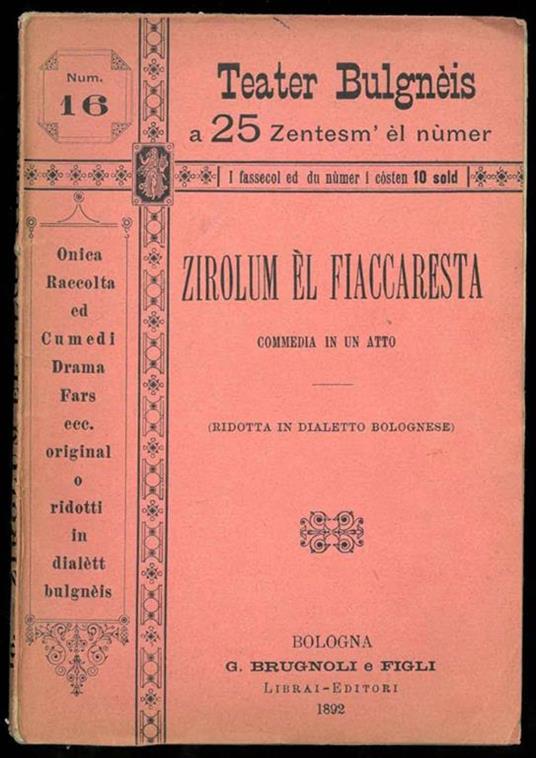 Num.
16
Teater Bulgnèis
a 25 Zentesm' èl nùmer
I fassecol ed du nùmer i còsten 10 sold
Onica
Raccolta
ed
Cumedi
Drama
Fars
ecc.
original
o
ridotti
in
dialètt
bulgnèis
ZIROLUM ÈL FIACCARESTA
COMMEDIA IN UN ATTO
(RIDOTTA IN DIALETTO BOLOGNESE)
BOLOGNA
G. BRUGNOLI e FIGLI
LIBRAI-EDITORI
1892